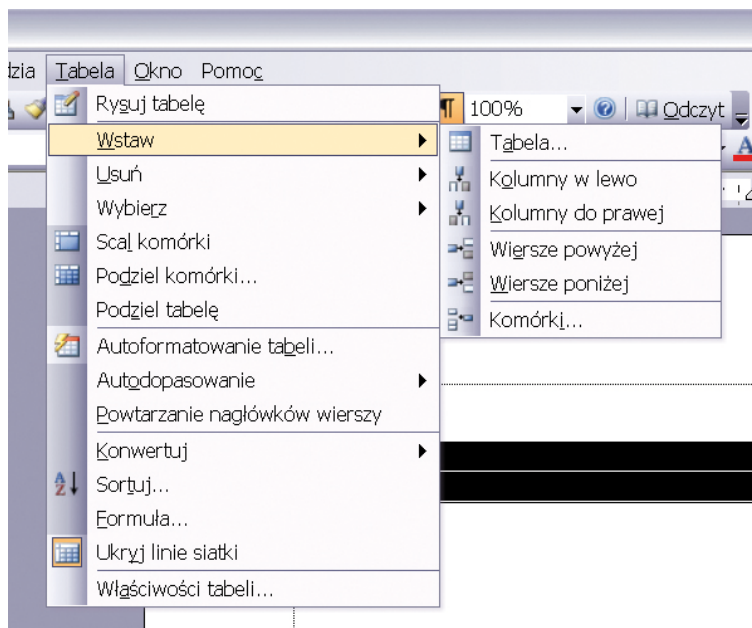 dzia Tabela Okno Pomoc
Rysuj tabelę
¶ 100% Odczyt
Wstaw
Tabela...
Usuń
Kolumny w lewo
Wybierz
Kolumny do prawej
Scal komórki
Wiersze powyżej
Podziel komórki...
Wiersze poniżej
Podziel tabelę
Komórki...
Autoformatowanie tabeli...
Autodopasowanie
Powtarzanie nagłówków wierszy
Konwertuj
Sortuj...
Formuła...
Ukryj linie siatki
Właściwości tabeli...